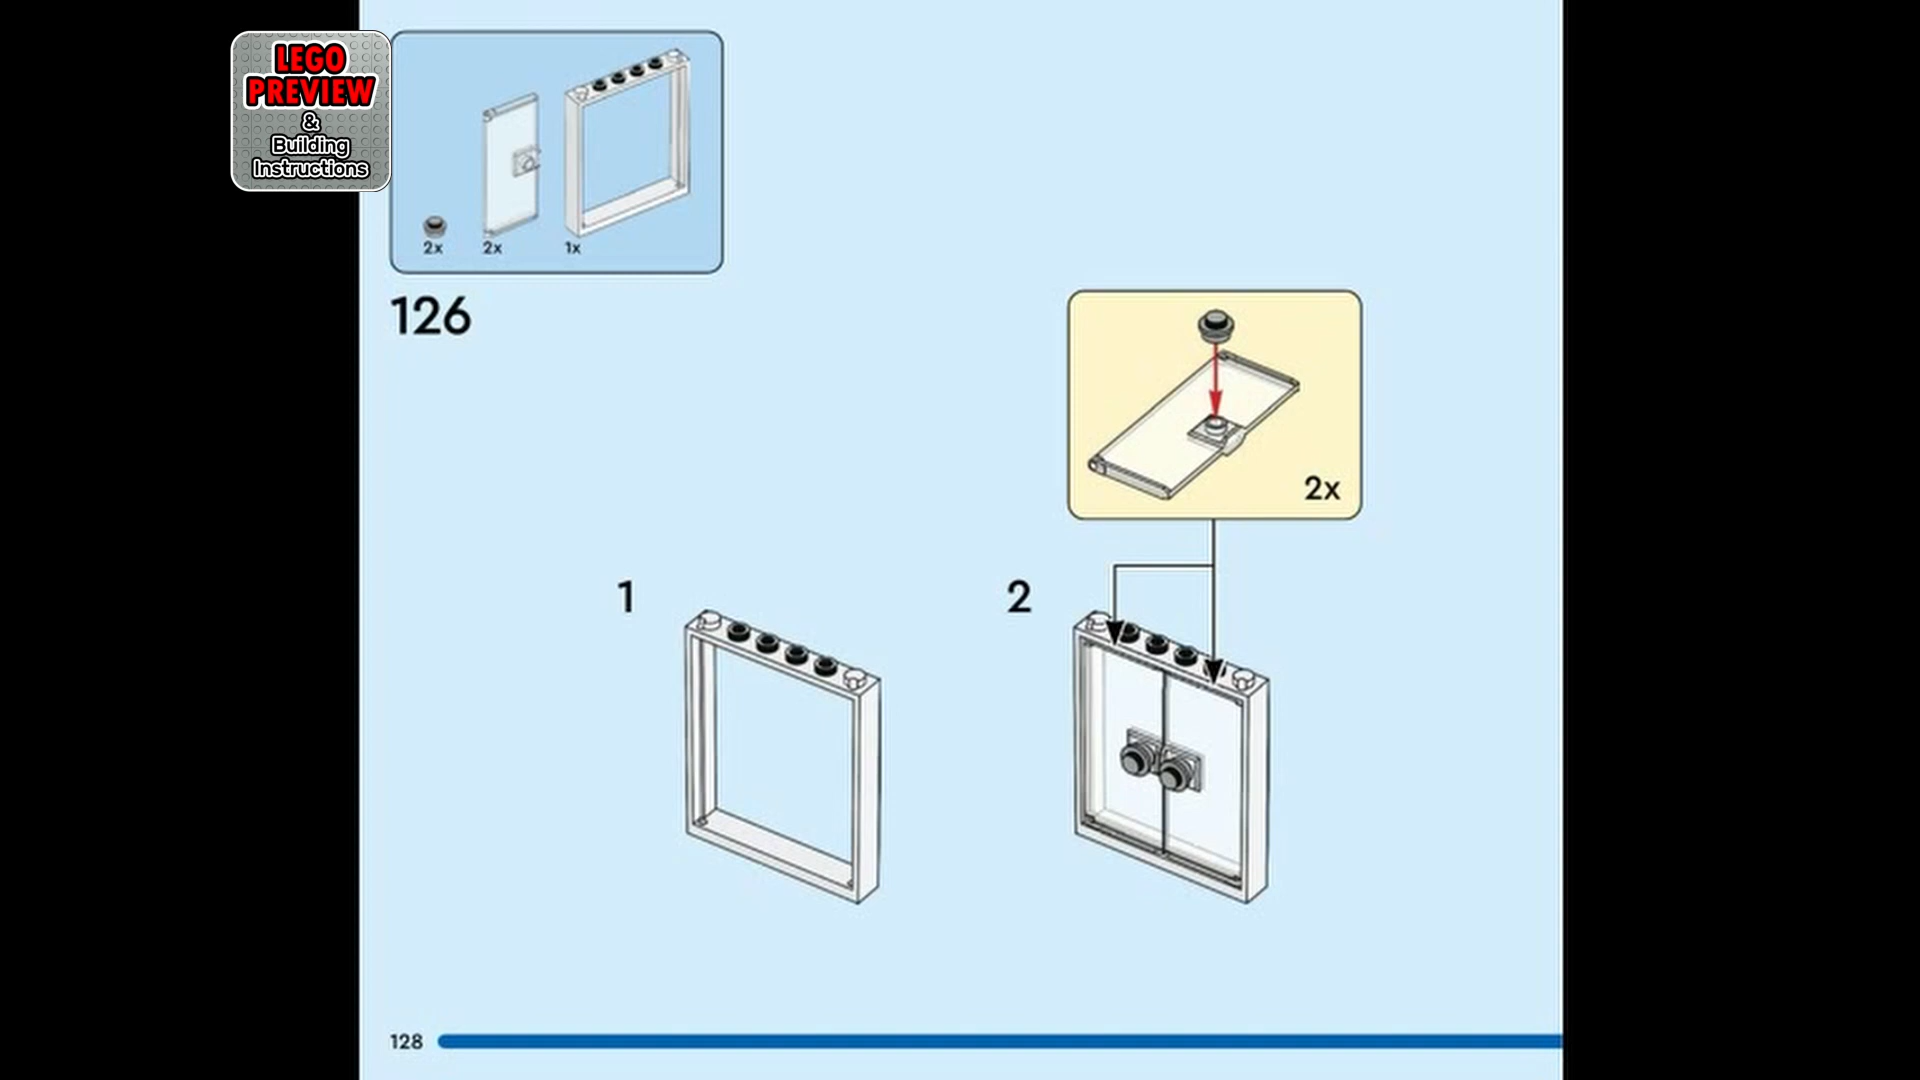 LEGO
PREVIEW
&
Building
Instructions
2x
2x
1x
126
2x
1
2
128